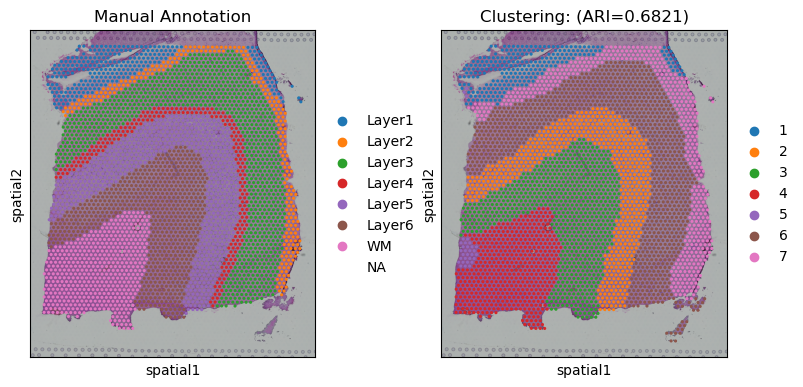 Manual Annotation
spatial2
spatial1
Layer1
Layer2
Layer3
Layer4
Layer5
Layer6
WM
NA
Clustering: (ARI=0.6821)
spatial2
spatial1
1
2
3
4
5
6
7